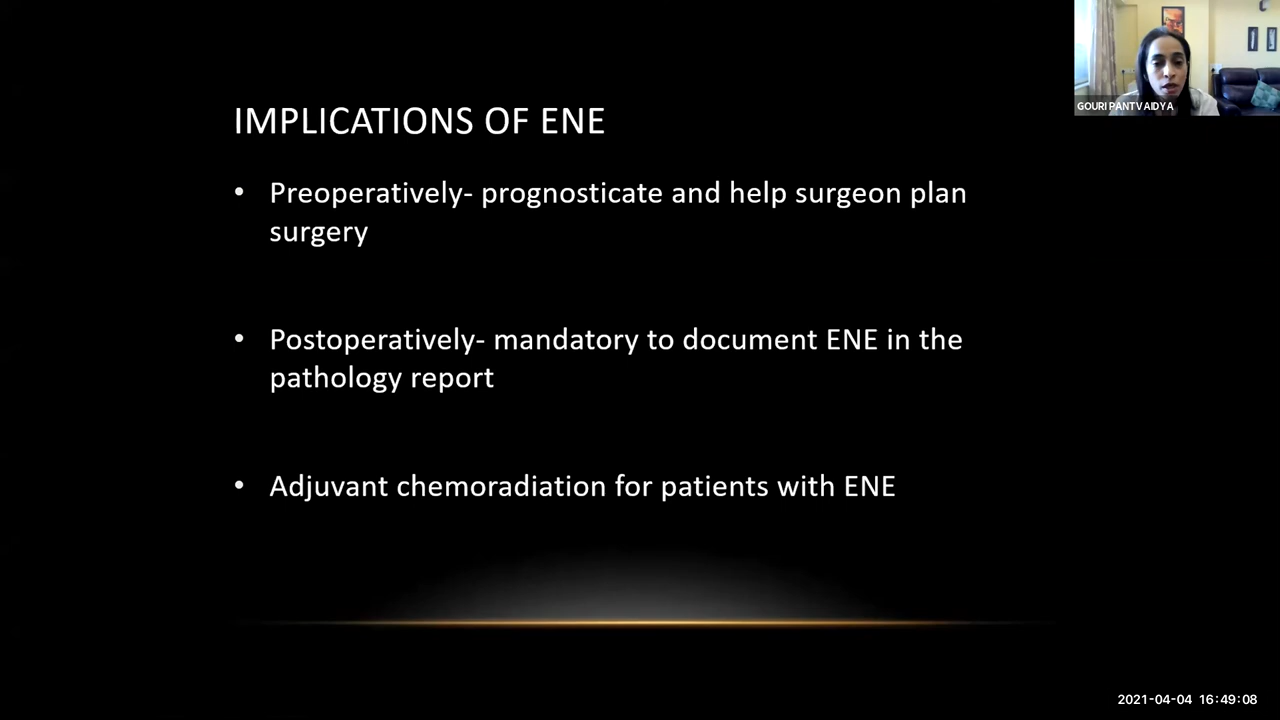 GOURI PANTVAIDYA
IMPLICATIONS OF ENE
• Preoperatively- prognosticate and help surgeon plan
surgery
• Postoperatively- mandatory to document ENE in the
pathology report
• Adjuvant chemoradiation for patients with ENE
2021-04-04 16:49:08